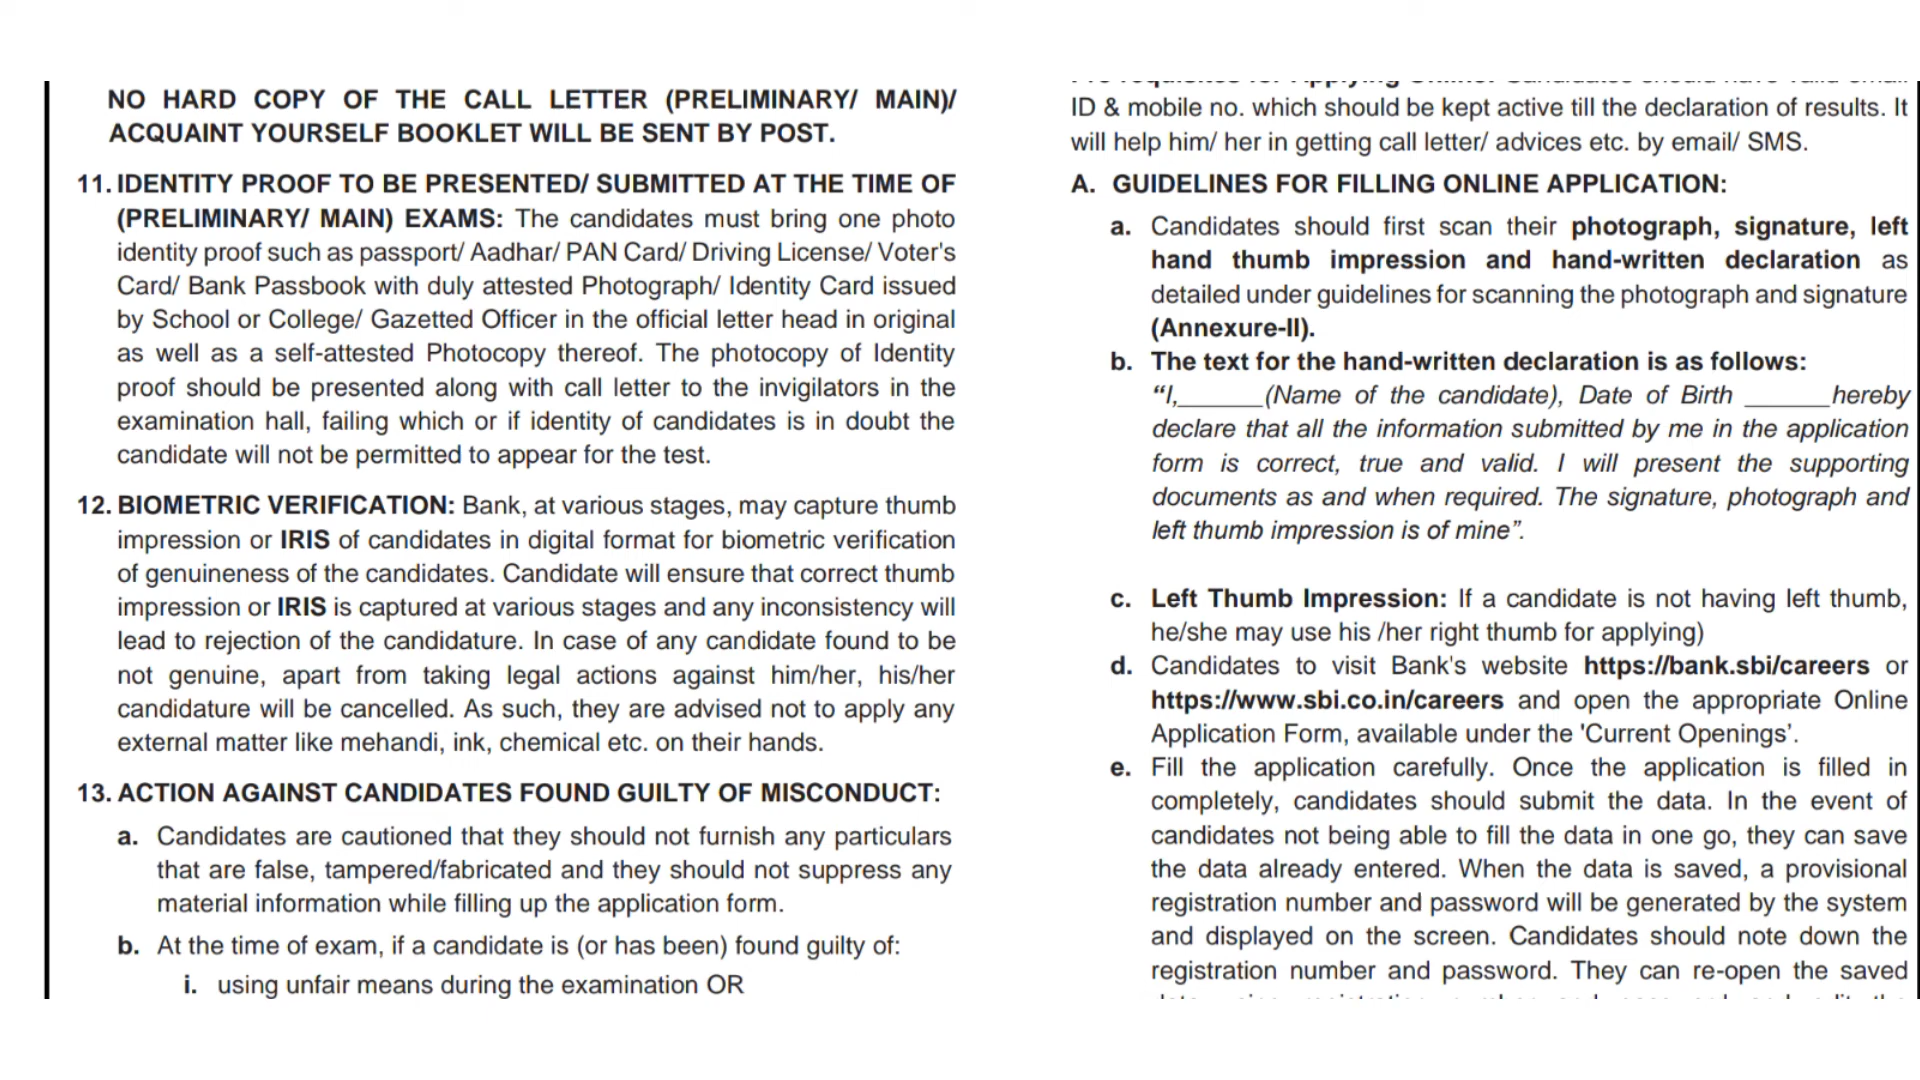 NO HARD COPY OF THE CALL LETTER (PRELIMINARY/ MAIN)/
ACQUAINT YOURSELF BOOKLET WILL BE SENT BY POST.
11. IDENTITY PROOF TO BE PRESENTED/ SUBMITTED AT THE TIME OF
(PRELIMINARY/ MAIN) EXAMS: The candidates must bring one photo
identity proof such as passport/ Aadhar/ PAN Card/ Driving License/ Voter's
Card/ Bank Passbook with duly attested Photograph/ Identity Card issued
by School or College/ Gazetted Officer in the official letter head in original
as well as a self-attested Photocopy thereof. The photocopy of Identity
proof should be presented along with call letter to the invigilators in the
examination hall, failing which or if identity of candidates is in doubt the
candidate will not be permitted to appear for the test.
12. BIOMETRIC VERIFICATION: Bank, at various stages, may capture thumb
impression or IRIS of candidates in digital format for biometric verification
of genuineness of the candidates. Candidate will ensure that correct thumb
impression or IRIS is captured at various stages and any inconsistency will
lead to rejection of the candidature. In case of any candidate found to be
not genuine, apart from taking legal actions against him/her, his/her
candidature will be cancelled. As such, they are advised not to apply any
external matter like mehandi, ink, chemical etc. on their hands.
13. ACTION AGAINST CANDIDATES FOUND GUILTY OF MISCONDUCT:
a. Candidates are cautioned that they should not furnish any particulars
that are false, tampered/fabricated and they should not suppress any
material information while filling up the application form.
b. At the time of exam, if a candidate is (or has been) found guilty of:
i. using unfair means during the examination OR
ID & mobile no. which should be kept active till the declaration of results. It
will help him/ her in getting call letter/ advices etc. by email/ SMS.
A. GUIDELINES FOR FILLING ONLINE APPLICATION:
a. Candidates should first scan their photograph, signature, left
hand thumb impression and hand-written declaration as
detailed under guidelines for scanning the photograph and signature
(Annexure-II).
b. The text for the hand-written declaration is as follows:
“I,______(Name of the candidate), Date of Birth ______hereby
declare that all the information submitted by me in the application
form is correct, true and valid. I will present the supporting
documents as and when required. The signature, photograph and
left thumb impression is of mine”.
c. Left Thumb Impression: If a candidate is not having left thumb,
he/she may use his /her right thumb for applying)
d. Candidates to visit Bank's website https://bank.sbi/careers or
https://www.sbi.co.in/careers and open the appropriate Online
Application Form, available under the 'Current Openings’.
e. Fill the application carefully. Once the application is filled in
completely, candidates should submit the data. In the event of
candidates not being able to fill the data in one go, they can save
the data already entered. When the data is saved, a provisional
registration number and password will be generated by the system
and displayed on the screen. Candidates should note down the
registration number and password. They can re-open the saved